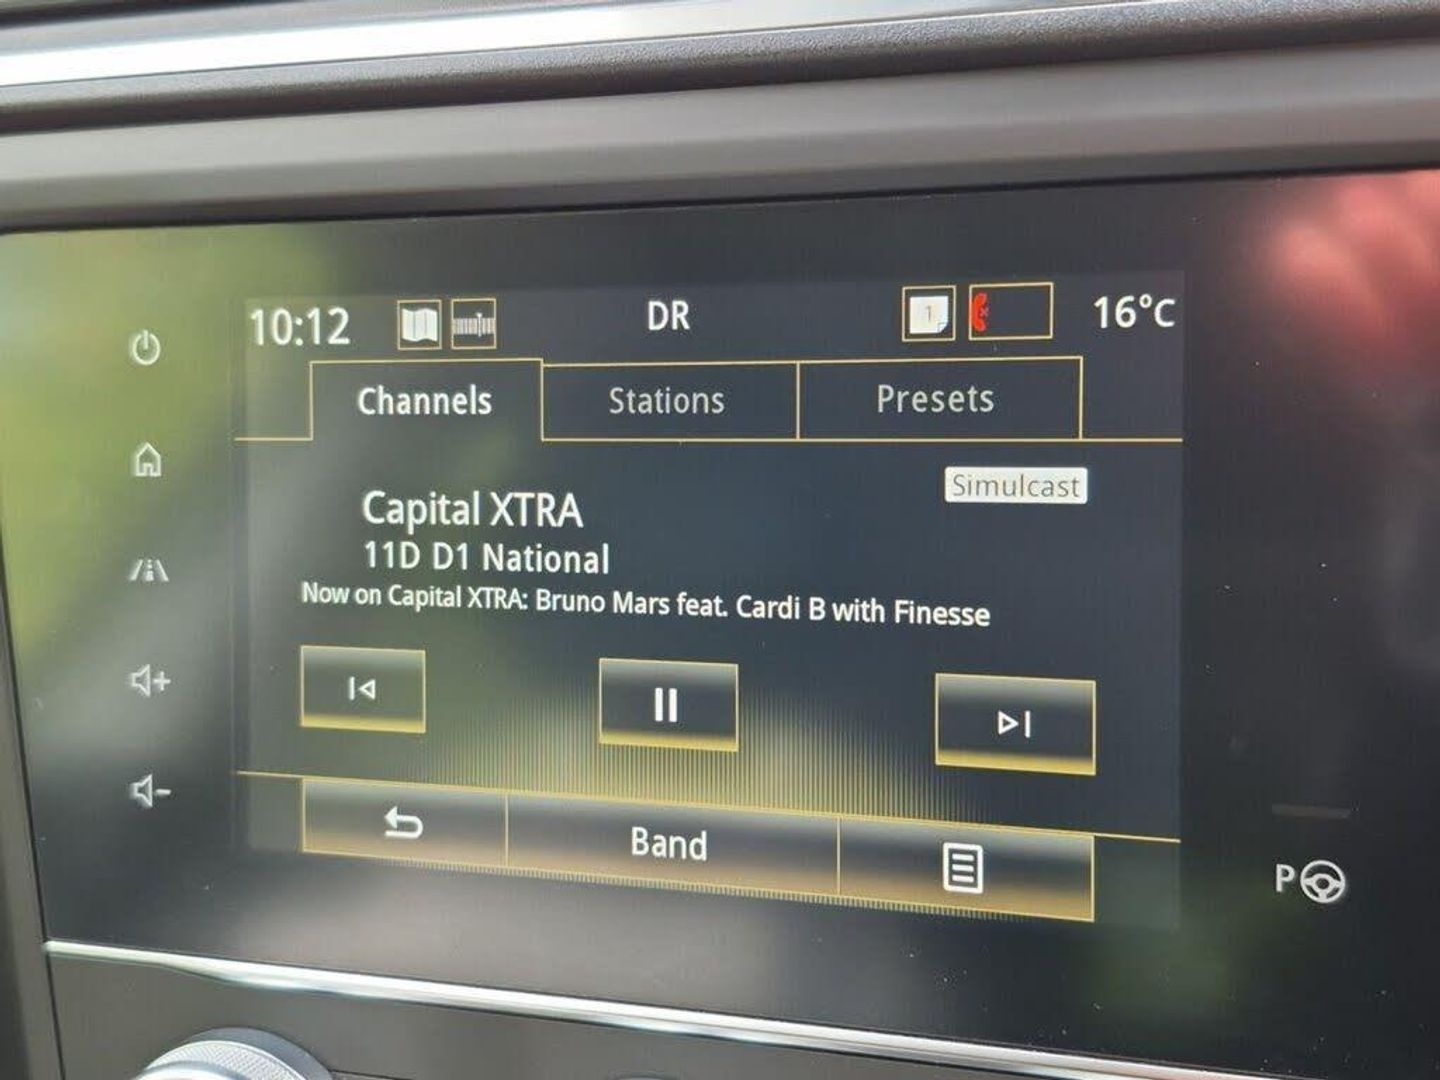 10:12 DR 1 16°C
Channels Stations Presets
Simulcast
Capital XTRA
11D D1 National
Now on Capital XTRA: Bruno Mars feat. Cardi B with Finesse
Band
P